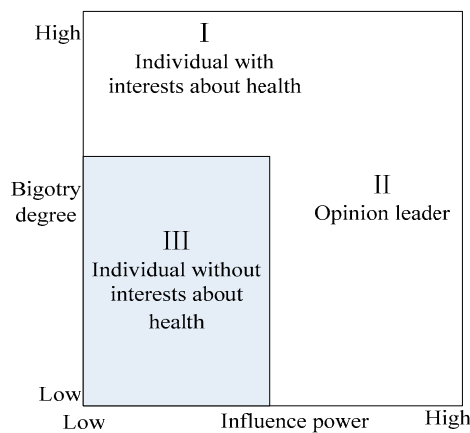 High
I
Individual with
interests about health
Bigotry
degree
II
Opinion leader
III
Individual without
interests about
health
Low
Low
Influence power
High